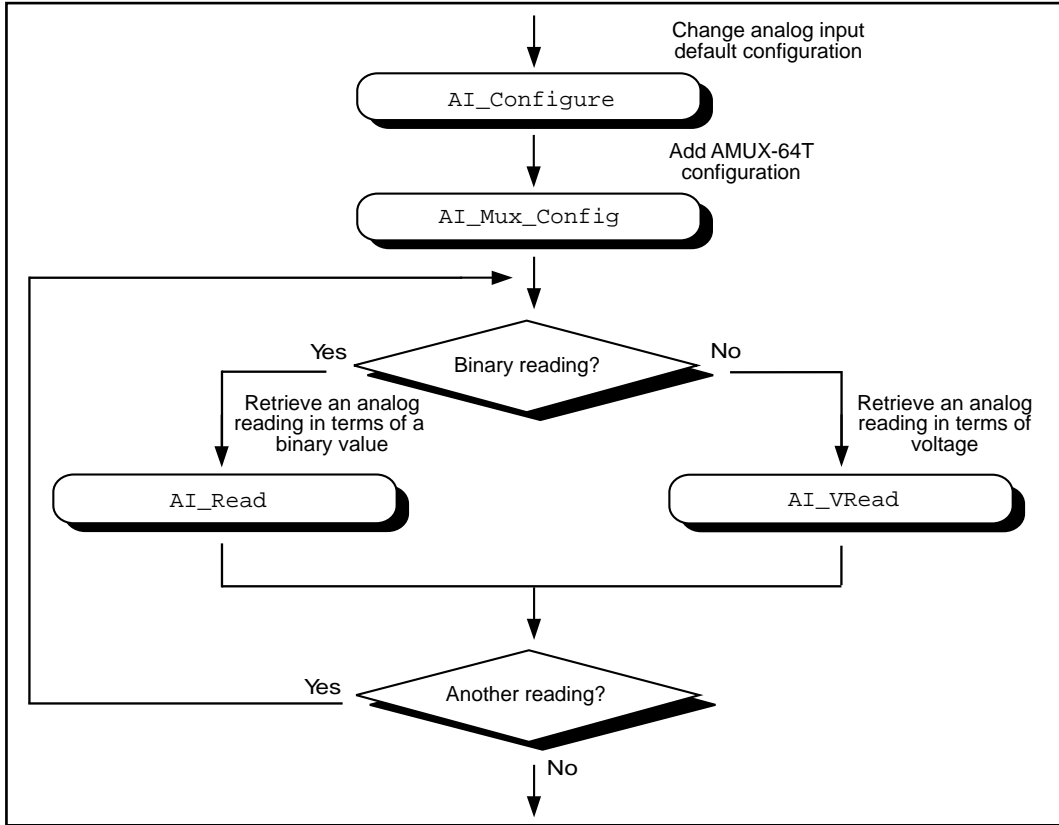 Change analog input
default configuration
AI_Configure
Add AMUX-64T
configuration
AI_Mux_Config
Yes
Binary reading?
No
Retrieve an analog
reading in terms of a
binary value
Retrieve an analog
reading in terms of
voltage
AI_Read
AI_VRead
Yes
Another reading?
No